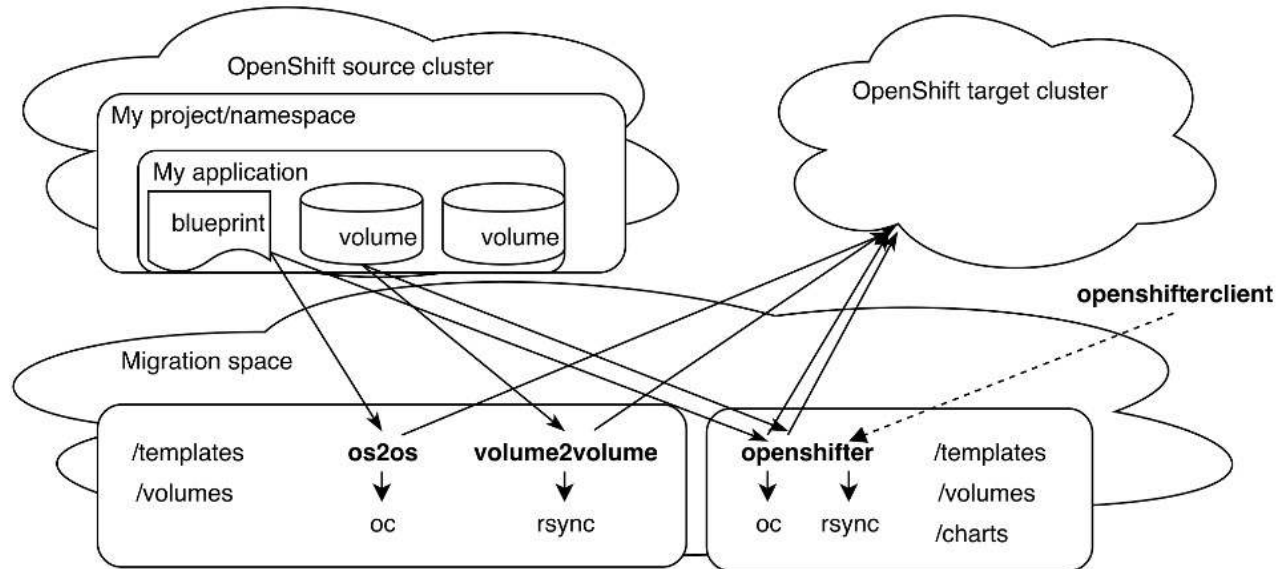 OpenShift source cluster
My project/namespace
My application
blueprint
volume
volume
OpenShift target cluster
openshifterclient
Migration space
/templates
/volumes
os2os
volume2volume
oc
rsync
openshifter
oc
rsync
/templates
/volumes
/charts